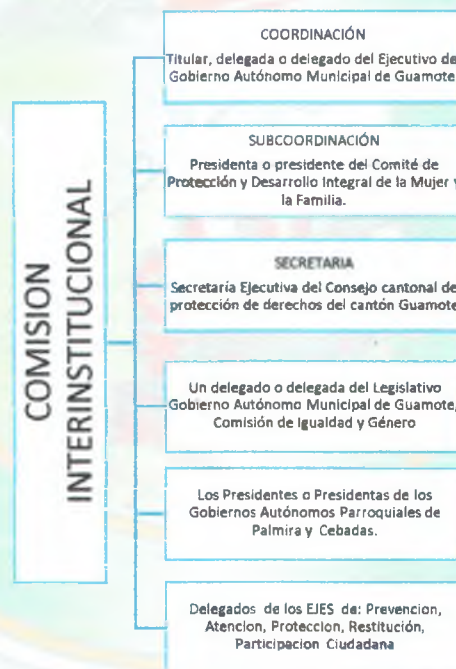 COMISION
INTERINSTITUCIONAL
COORDINACIÓN
Titular, delegada o delegado del Ejecutivo de
Gobierno Autónomo Municipal de Guamote
SUBCOORDINACIÓN
Presidenta o presidente del Comité de
Protección y Desarrollo Integral de la Mujer y
la Familia.
SECRETARIA
Secretaría Ejecutiva del Consejo cantonal de
protección de derechos del cantón Guamote
Un delegado o delegada del Legislativo
Gobierno Autónomo Municipal de Guamote,
Comisión de Igualdad y Género
Los Presidentes o Presidentas de los
Gobiernos Autónomos Parroquiales de
Palmira y Cebadas.
Delegados de los EJES de: Prevencion,
Atencion, Proteccion, Restitución,
Participacion Ciudadana